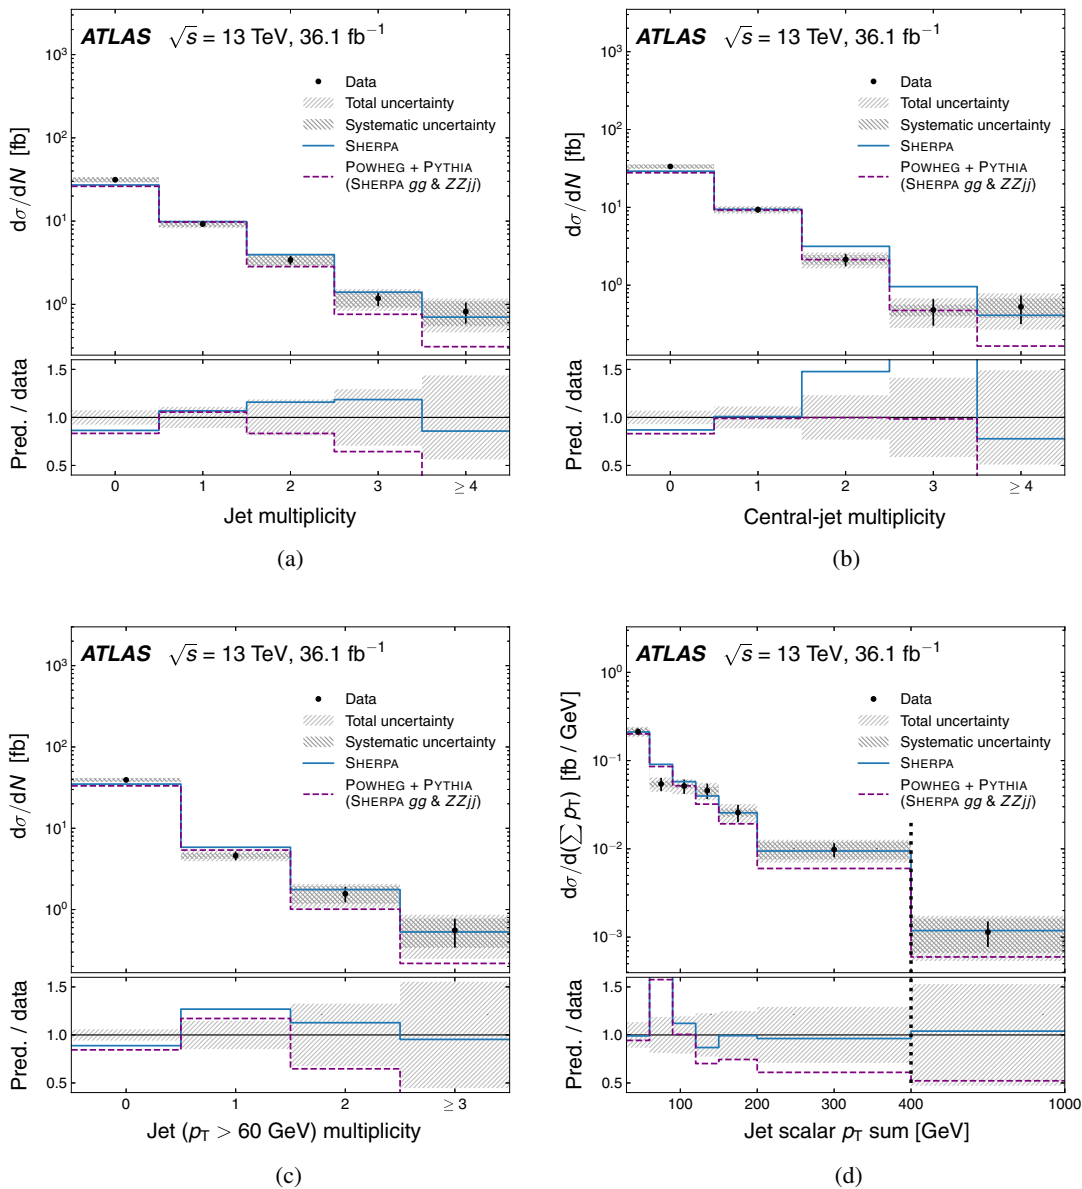 ATLAS √s = 13 TeV, 36.1 fb⁻¹
Data
Total uncertainty
Systematic uncertainty
SHERPA
POWHEG + PYTHIA
(SHERPA gg & ZZjj)
dσ/dN [fb]
10³
10²
10¹
10⁰
Pred. / data
1.5
1.0
0.5
0 1 2 3 ≥ 4
Jet multiplicity
(a)
ATLAS √s = 13 TeV, 36.1 fb⁻¹
Data
Total uncertainty
Systematic uncertainty
SHERPA
POWHEG + PYTHIA
(SHERPA gg & ZZjj)
dσ/dN [fb]
10³
10²
10¹
10⁰
Pred. / data
1.5
1.0
0.5
0 1 2 3 ≥ 4
Central-jet multiplicity
(b)
ATLAS √s = 13 TeV, 36.1 fb⁻¹
Data
Total uncertainty
Systematic uncertainty
SHERPA
POWHEG + PYTHIA
(SHERPA gg & ZZjj)
dσ/dN [fb]
10³
10²
10¹
10⁰
Pred. / data
1.5
1.0
0.5
0 1 2 ≥ 3
Jet (p_T > 60 GeV) multiplicity
(c)
ATLAS √s = 13 TeV, 36.1 fb⁻¹
Data
Total uncertainty
Systematic uncertainty
SHERPA
POWHEG + PYTHIA
(SHERPA gg & ZZjj)
dσ/d(∑ p_T) [fb / GeV]
10⁰
10⁻¹
10⁻²
10⁻³
Pred. / data
1.5
1.0
0.5
100 200 300 400 1000
Jet scalar p_T sum [GeV]
(d)